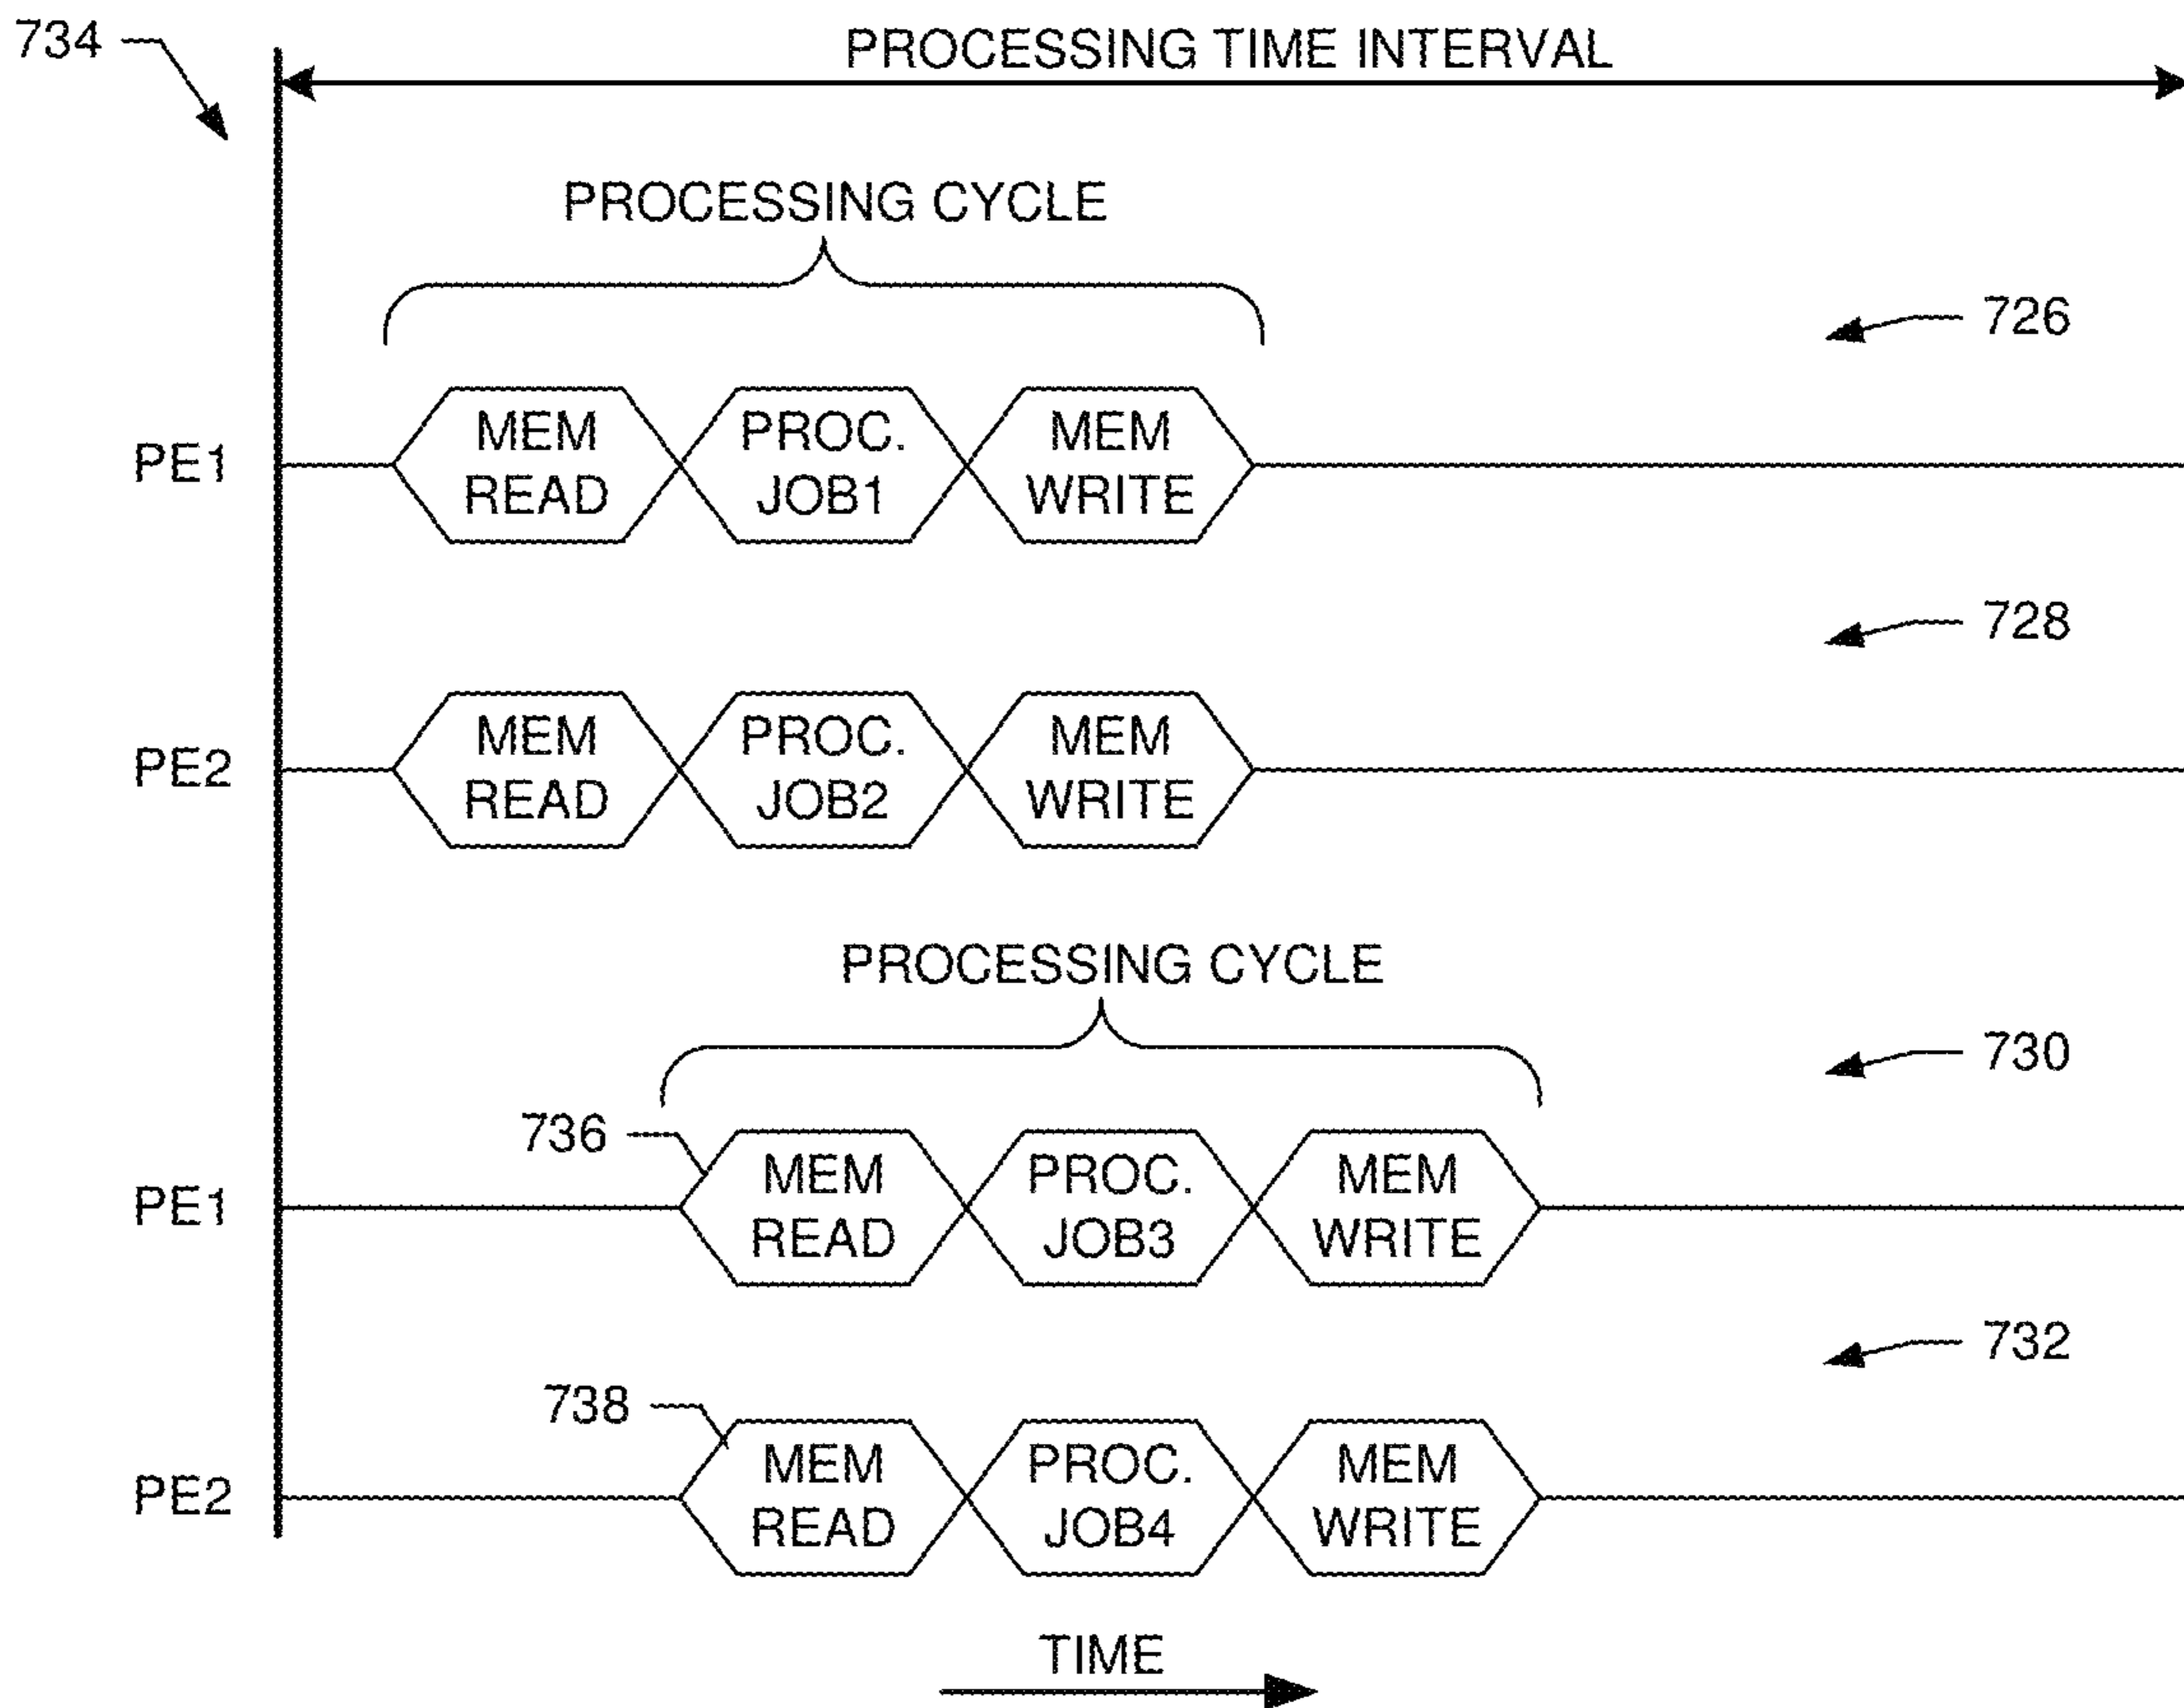 734
PROCESSING TIME INTERVAL
PROCESSING CYCLE
726
PE1
MEM
READ
PROC.
JOB1
MEM
WRITE
728
PE2
MEM
READ
PROC.
JOB2
MEM
WRITE
PROCESSING CYCLE
730
736
PE1
MEM
READ
PROC.
JOB3
MEM
WRITE
732
738
PE2
MEM
READ
PROC.
JOB4
MEM
WRITE
TIME